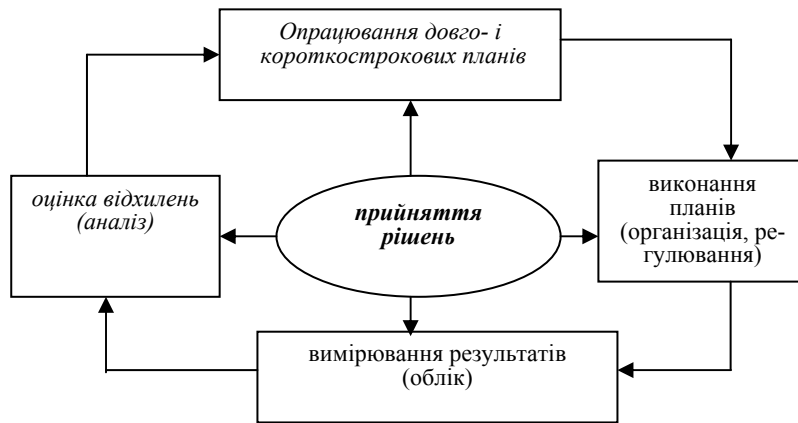 Опрацювання довго- і
короткострокових планів
оцінка відхилень
(аналіз)
прийняття
рішень
виконання
планів
(організація, ре-
гулювання)
вимірювання результатів
(облік)